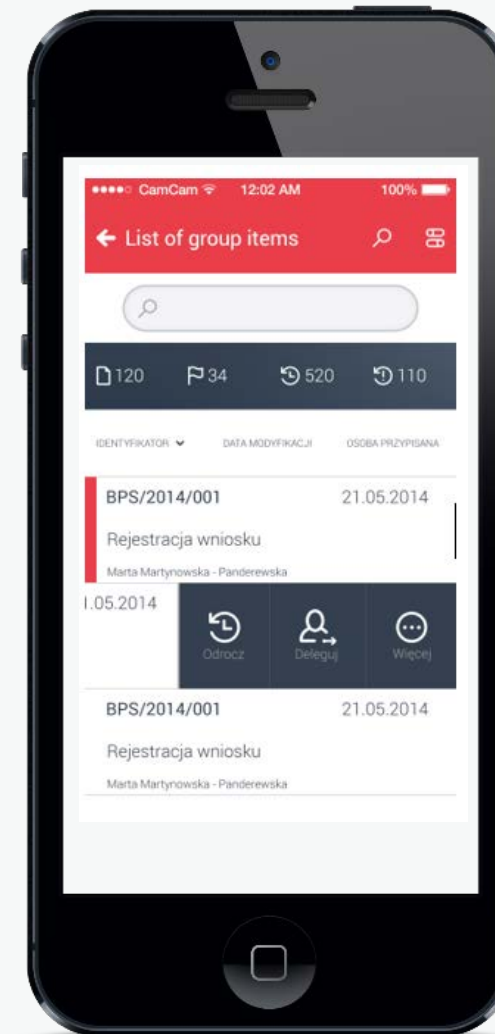 CamCam 12:02 AM 100%
List of group items
120 34 520 110
IDENTYFIKATOR DATA MODYFIKACJI OSOBA PRZYPISANA
BPS/2014/001 21.05.2014
Rejestracja wniosku
Marta Martynowska - Panderewska
1.05.2014
Odrocz Deleguj Więcej
BPS/2014/001 21.05.2014
Rejestracja wniosku
Marta Martynowska - Panderewska